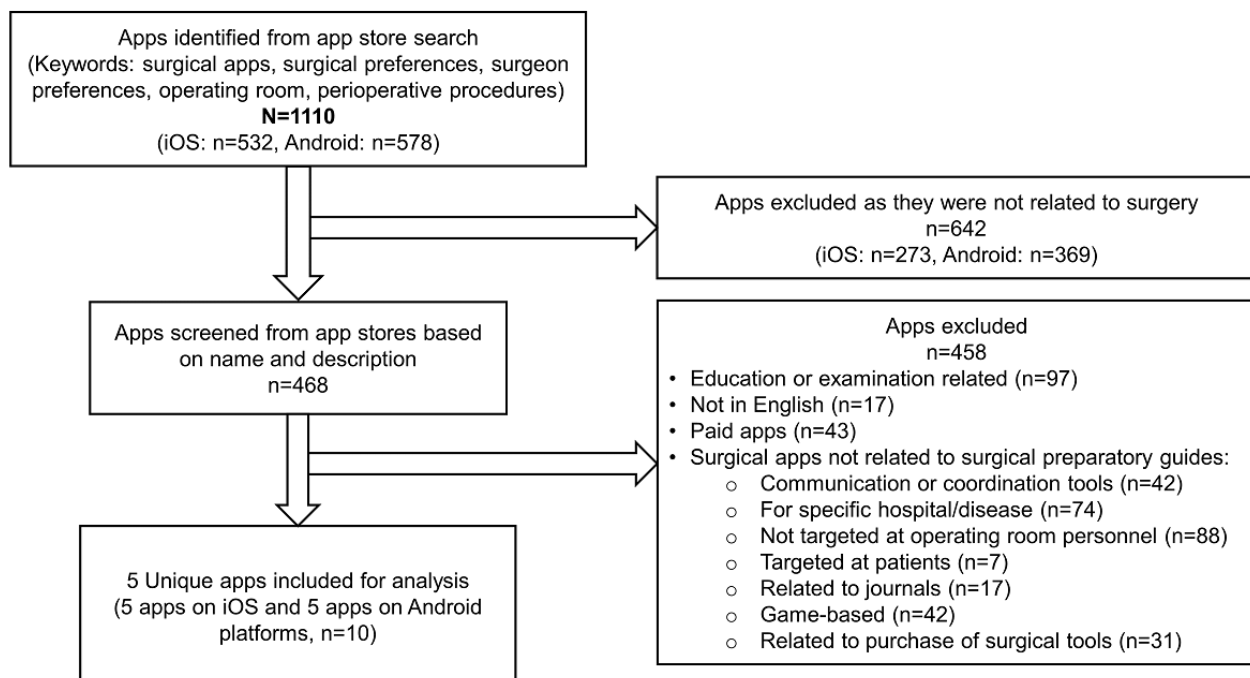 Apps identified from app store search
(Keywords: surgical apps, surgical preferences, surgeon
preferences, operating room, perioperative procedures)
N=1110
(iOS: n=532, Android: n=578)
Apps excluded as they were not related to surgery
n=642
(iOS: n=273, Android: n=369)
Apps screened from app stores based
on name and description
n=468
Apps excluded
n=458
• Education or examination related (n=97)
• Not in English (n=17)
• Paid apps (n=43)
• Surgical apps not related to surgical preparatory guides:
o Communication or coordination tools (n=42)
o For specific hospital/disease (n=74)
o Not targeted at operating room personnel (n=88)
o Targeted at patients (n=7)
o Related to journals (n=17)
o Game-based (n=42)
o Related to purchase of surgical tools (n=31)
5 Unique apps included for analysis
(5 apps on iOS and 5 apps on Android
platforms, n=10)